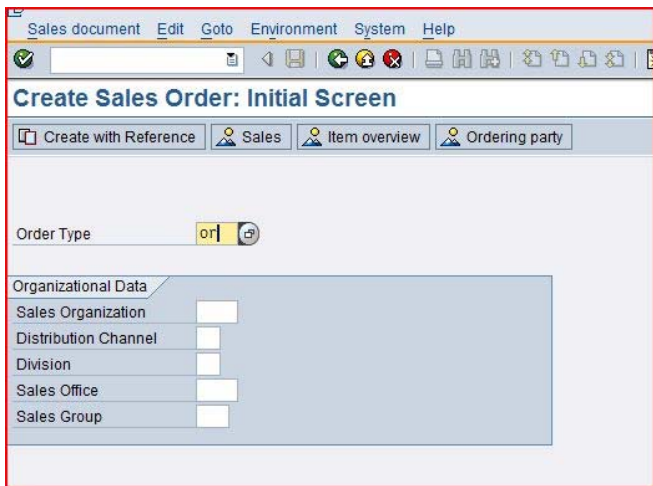 Sales document Edit Goto Environment System Help
Create Sales Order: Initial Screen
Create with Reference Sales Item overview Ordering party
Order Type or
Organizational Data
Sales Organization
Distribution Channel
Division
Sales Office
Sales Group